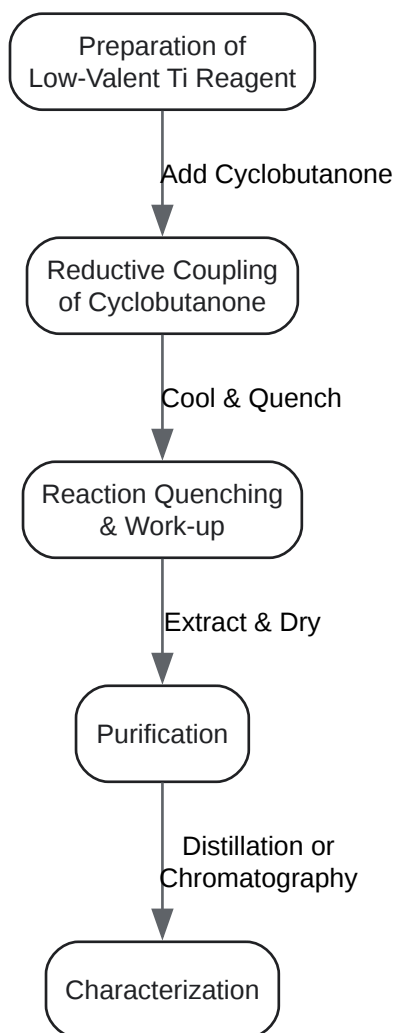 Preparation of
Low-Valent Ti Reagent
Add Cyclobutanone
Reductive Coupling
of Cyclobutanone
Cool & Quench
Reaction Quenching
& Work-up
Extract & Dry
Purification
Distillation or
Chromatography
Characterization